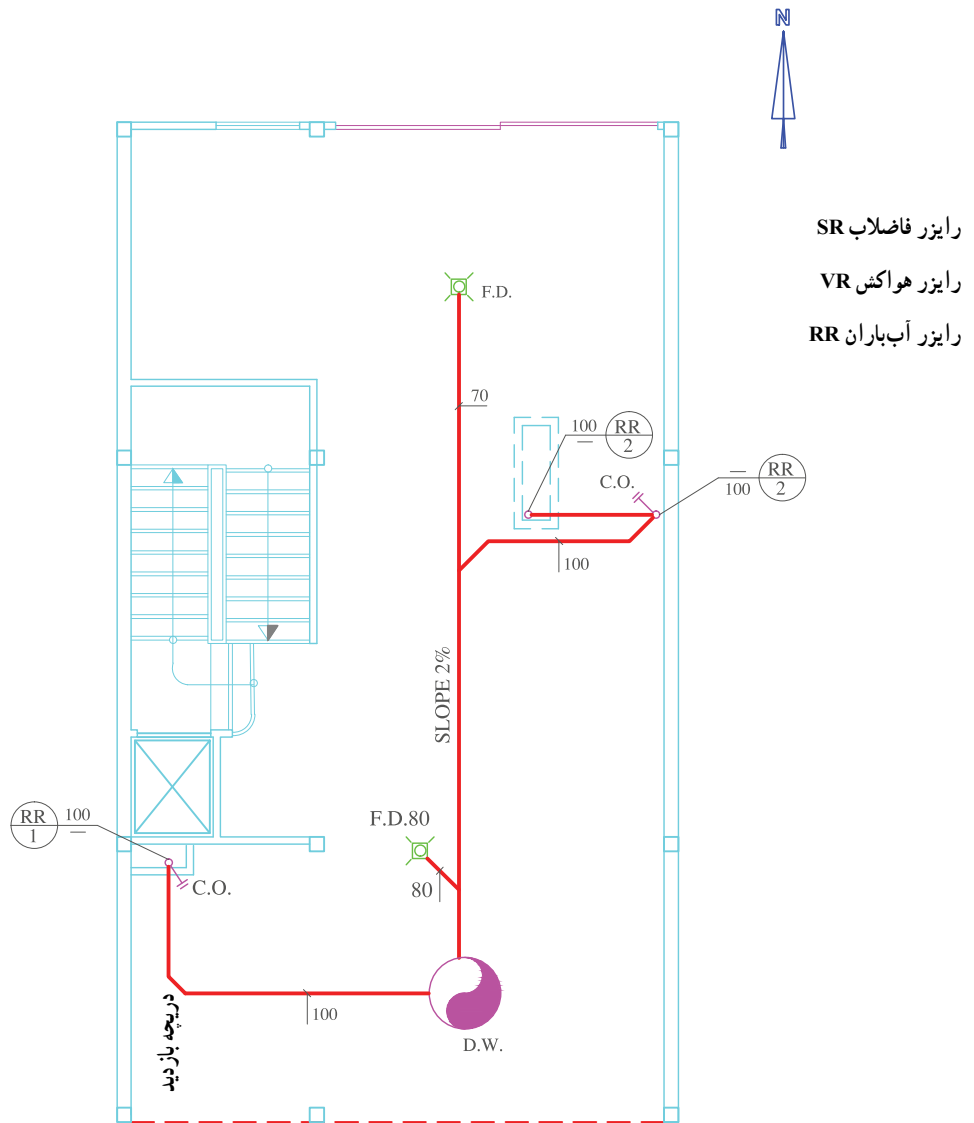 N
رایزر فاضلاب SR
رایزر هواکش VR
رایزر آب‌باران RR
F.D.
70
100
RR
2
C.O.
100
RR
2
100
SLOPE 2%
F.D.80
80
RR
1
100
C.O.
دریچه بازدید
100
D.W.